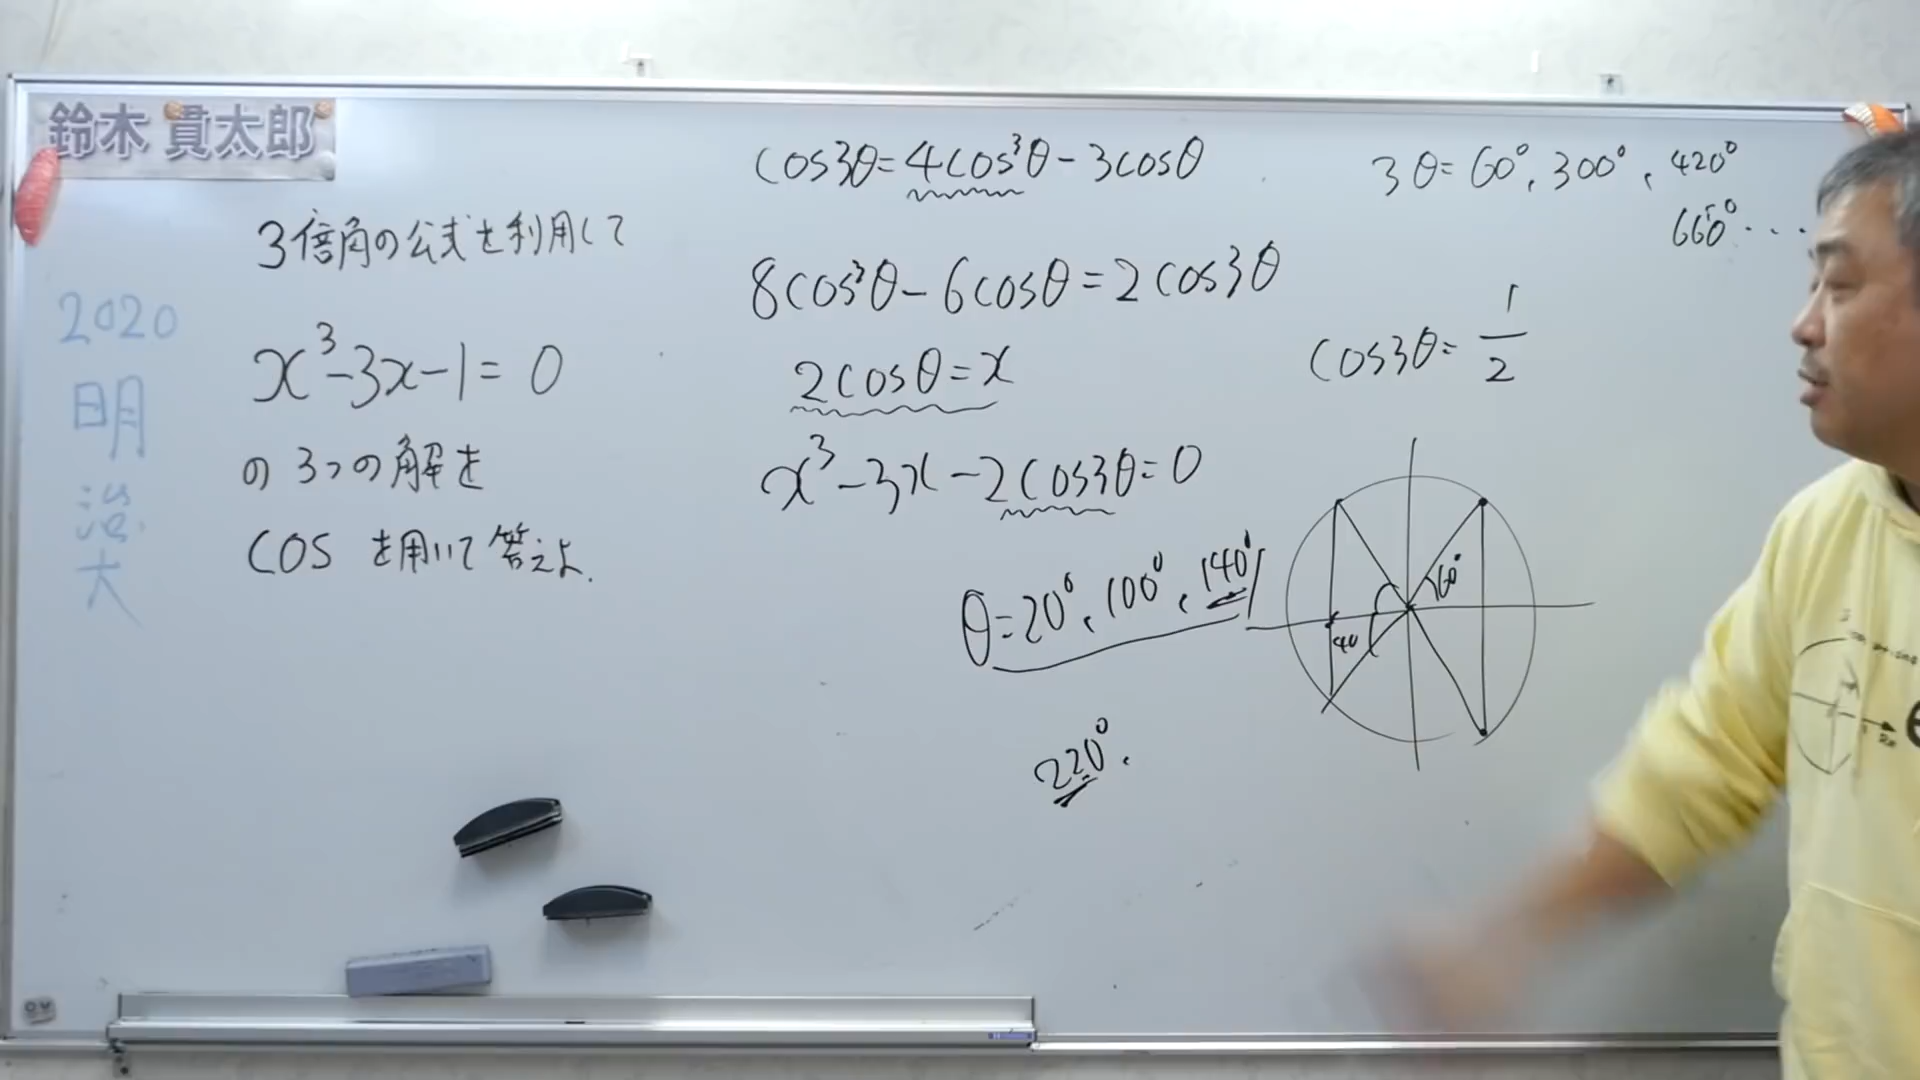 鈴木貫太郎
2020
明
治
大
3倍角の公式を利用して
x³-3x-1=0
の3つの解を
COS を用いて答えよ.
cos3θ=4cos³θ-3cosθ
8cos³θ-6cosθ=2cos3θ
2cosθ=x
x³-3x-2cos3θ=0
θ=20°,100°,140°
220°.
3θ=60°,300°,420°
660°...
cos3θ=1/2
60°
40